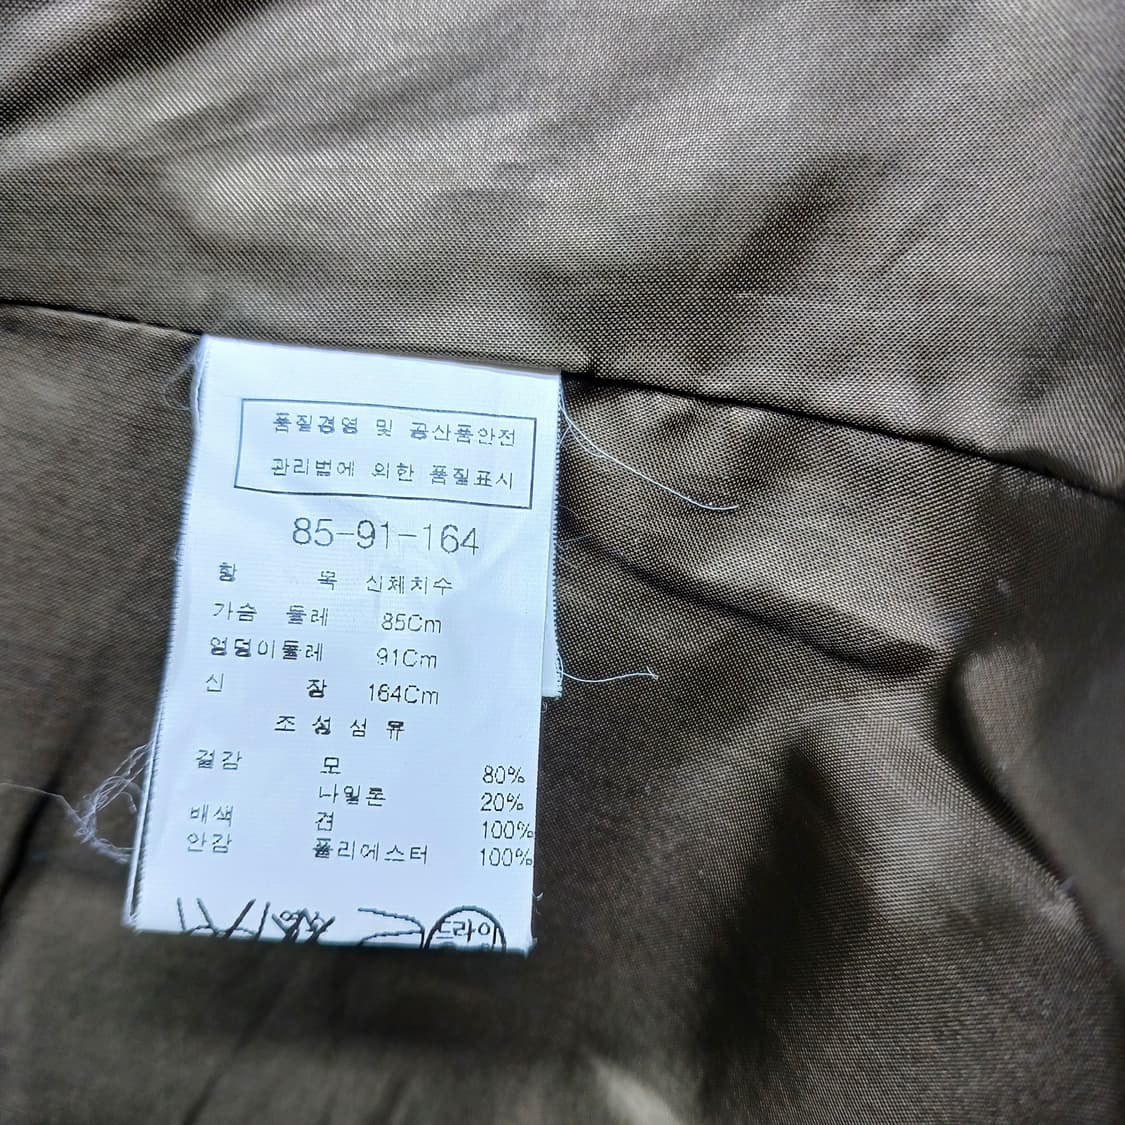 품질경영 및 공산품안전
관리법에 의한 품질표시
85-91-164
항 목 신체치수
가슴 둘레 85Cm
엉덩이둘레 91Cm
신 장 164Cm
조 성 섬 유
겉감 모 80%
나일론 20%
배색 견 100%
안감 폴리에스터 100%
드라이